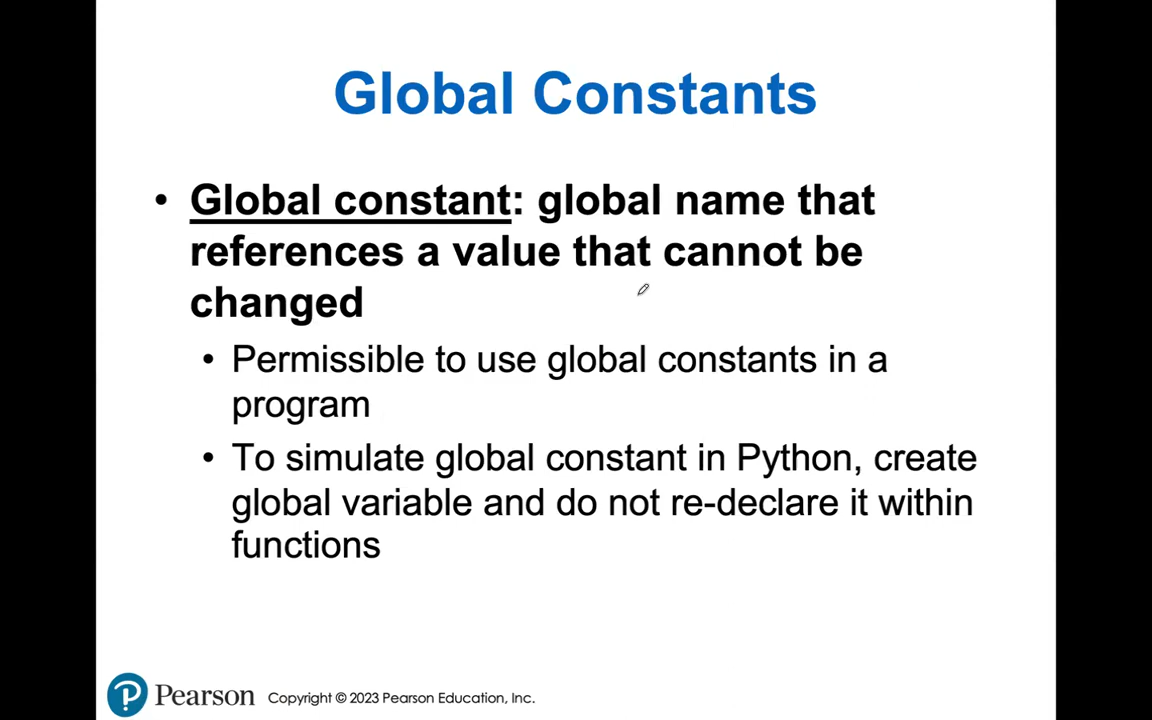 Global Constants
• Global constant: global name that
references a value that cannot be
changed
• Permissible to use global constants in a
program
• To simulate global constant in Python, create
global variable and do not re-declare it within
functions
Pearson Copyright © 2023 Pearson Education, Inc.